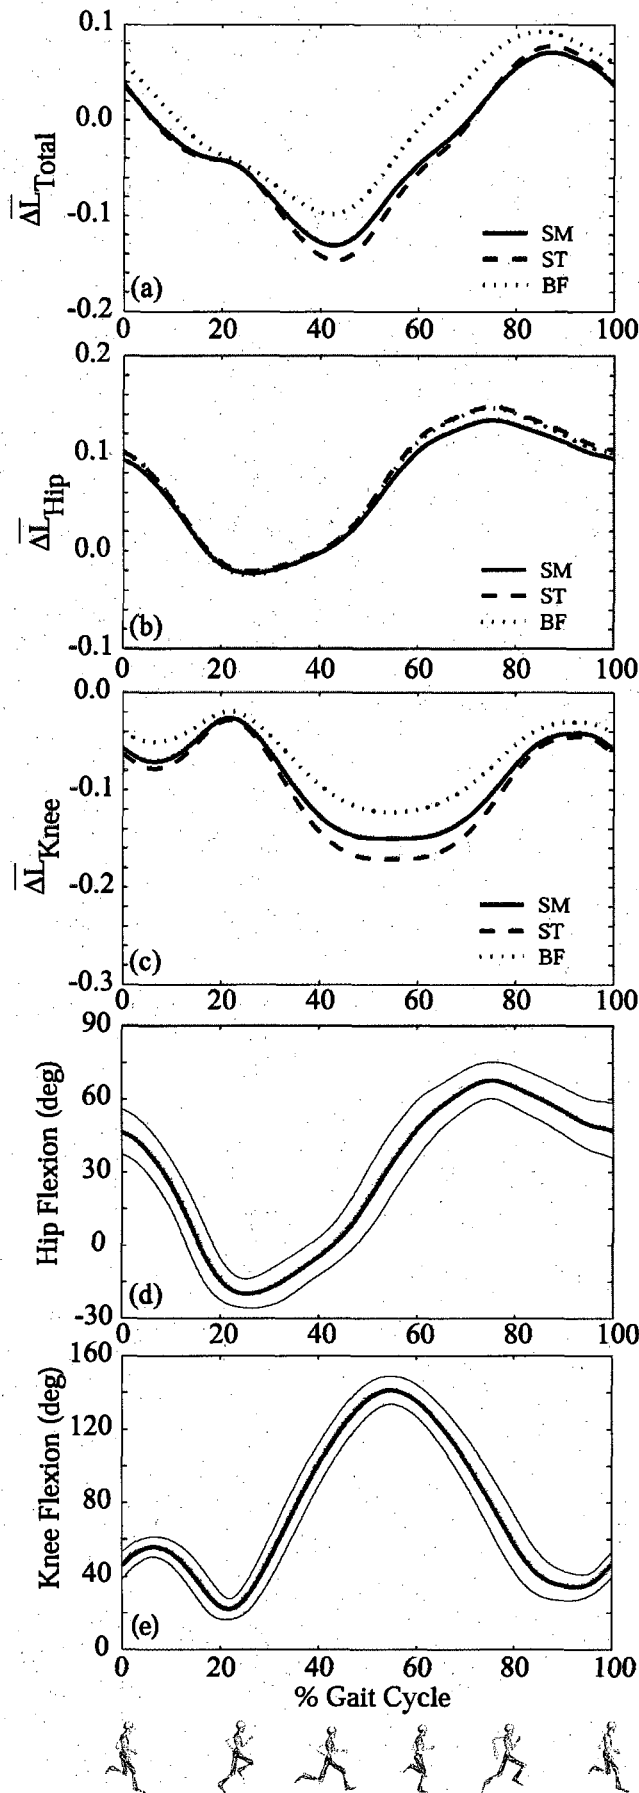 0.1
0.0
-0.1
-0.2
Δ̅L̅Total
SM
ST
BF
(a)
0 20 40 60 80 100
0.2
0.1
0.0
-0.1
Δ̅L̅Hip
SM
ST
BF
(b)
0 20 40 60 80 100
0.0
-0.1
-0.2
-0.3
Δ̅L̅Knee
SM
ST
BF
(c)
0 20 40 60 80 100
90
60
30
0
-30
Hip Flexion (deg)
(d)
0 20 40 60 80 100
160
120
80
40
0
Knee Flexion (deg)
(e)
0 20 40 60 80 100
% Gait Cycle